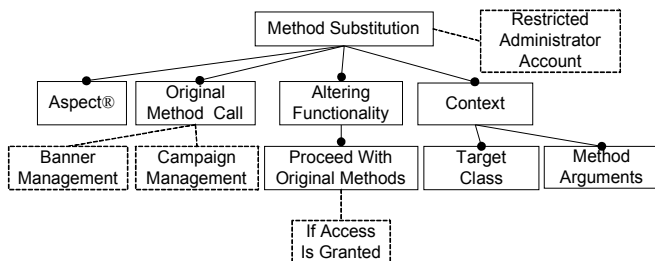 Method Substitution
Restricted
Administrator
Account
Aspect®
Original
Method Call
Altering
Functionality
Context
Banner
Management
Campaign
Management
Proceed With
Original Methods
Target
Class
Method
Arguments
If Access
Is Granted